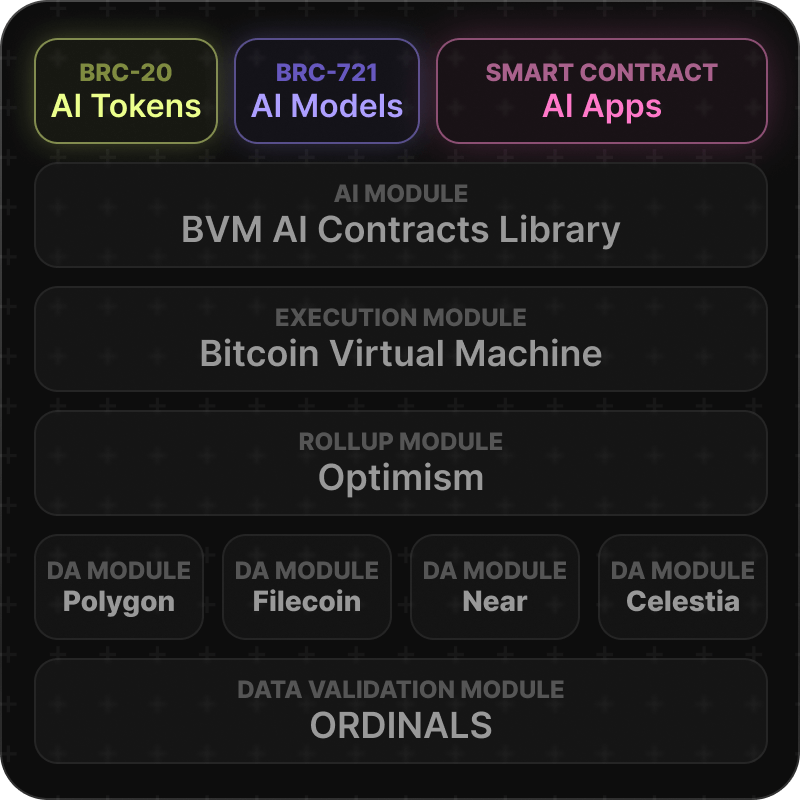 BRC-20
AI Tokens
BRC-721
AI Models
SMART CONTRACT
AI Apps
AI MODULE
BVM AI Contracts Library
EXECUTION MODULE
Bitcoin Virtual Machine
ROLLUP MODULE
Optimism
DA MODULE
Polygon
DA MODULE
Filecoin
DA MODULE
Near
DA MODULE
Celestia
DATA VALIDATION MODULE
ORDINALS